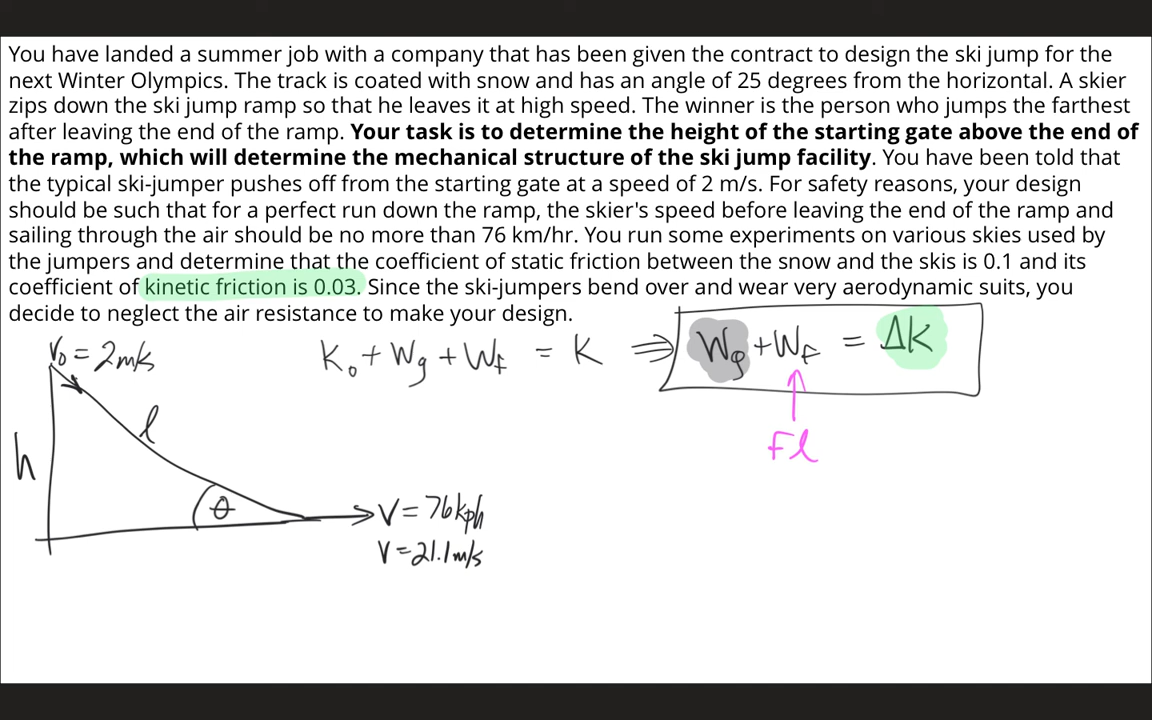 You have landed a summer job with a company that has been given the contract to design the ski jump for the
next Winter Olympics. The track is coated with snow and has an angle of 25 degrees from the horizontal. A skier
zips down the ski jump ramp so that he leaves it at high speed. The winner is the person who jumps the farthest
after leaving the end of the ramp. Your task is to determine the height of the starting gate above the end of
the ramp, which will determine the mechanical structure of the ski jump facility. You have been told that
the typical ski-jumper pushes off from the starting gate at a speed of 2 m/s. For safety reasons, your design
should be such that for a perfect run down the ramp, the skier's speed before leaving the end of the ramp and
sailing through the air should be no more than 76 km/hr. You run some experiments on various skies used by
the jumpers and determine that the coefficient of static friction between the snow and the skis is 0.1 and its
coefficient of kinetic friction is 0.03. Since the ski-jumpers bend over and wear very aerodynamic suits, you
decide to neglect the air resistance to make your design.
V₀ = 2m/s
K₀ + Wg + Wf = K ⇒ Wg + Wf = ΔK
l
Fl
h
θ
V = 76kph
V = 21.1m/s